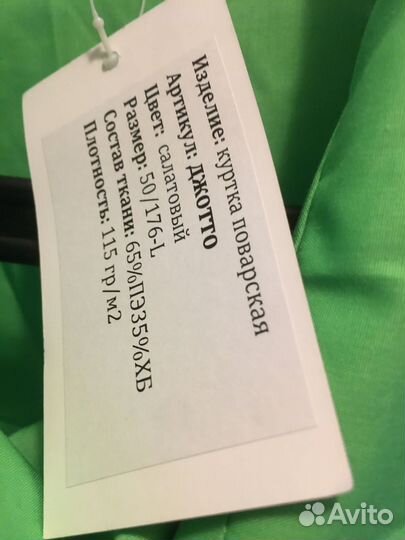 Изделие: куртка поварская
Артикул: ДЖОТТО
Цвет: салатовый
Размер: 50/176-L
Состав ткани: 65%ПЭ35%ХБ
Плотность: 115 гр/м2
Avito